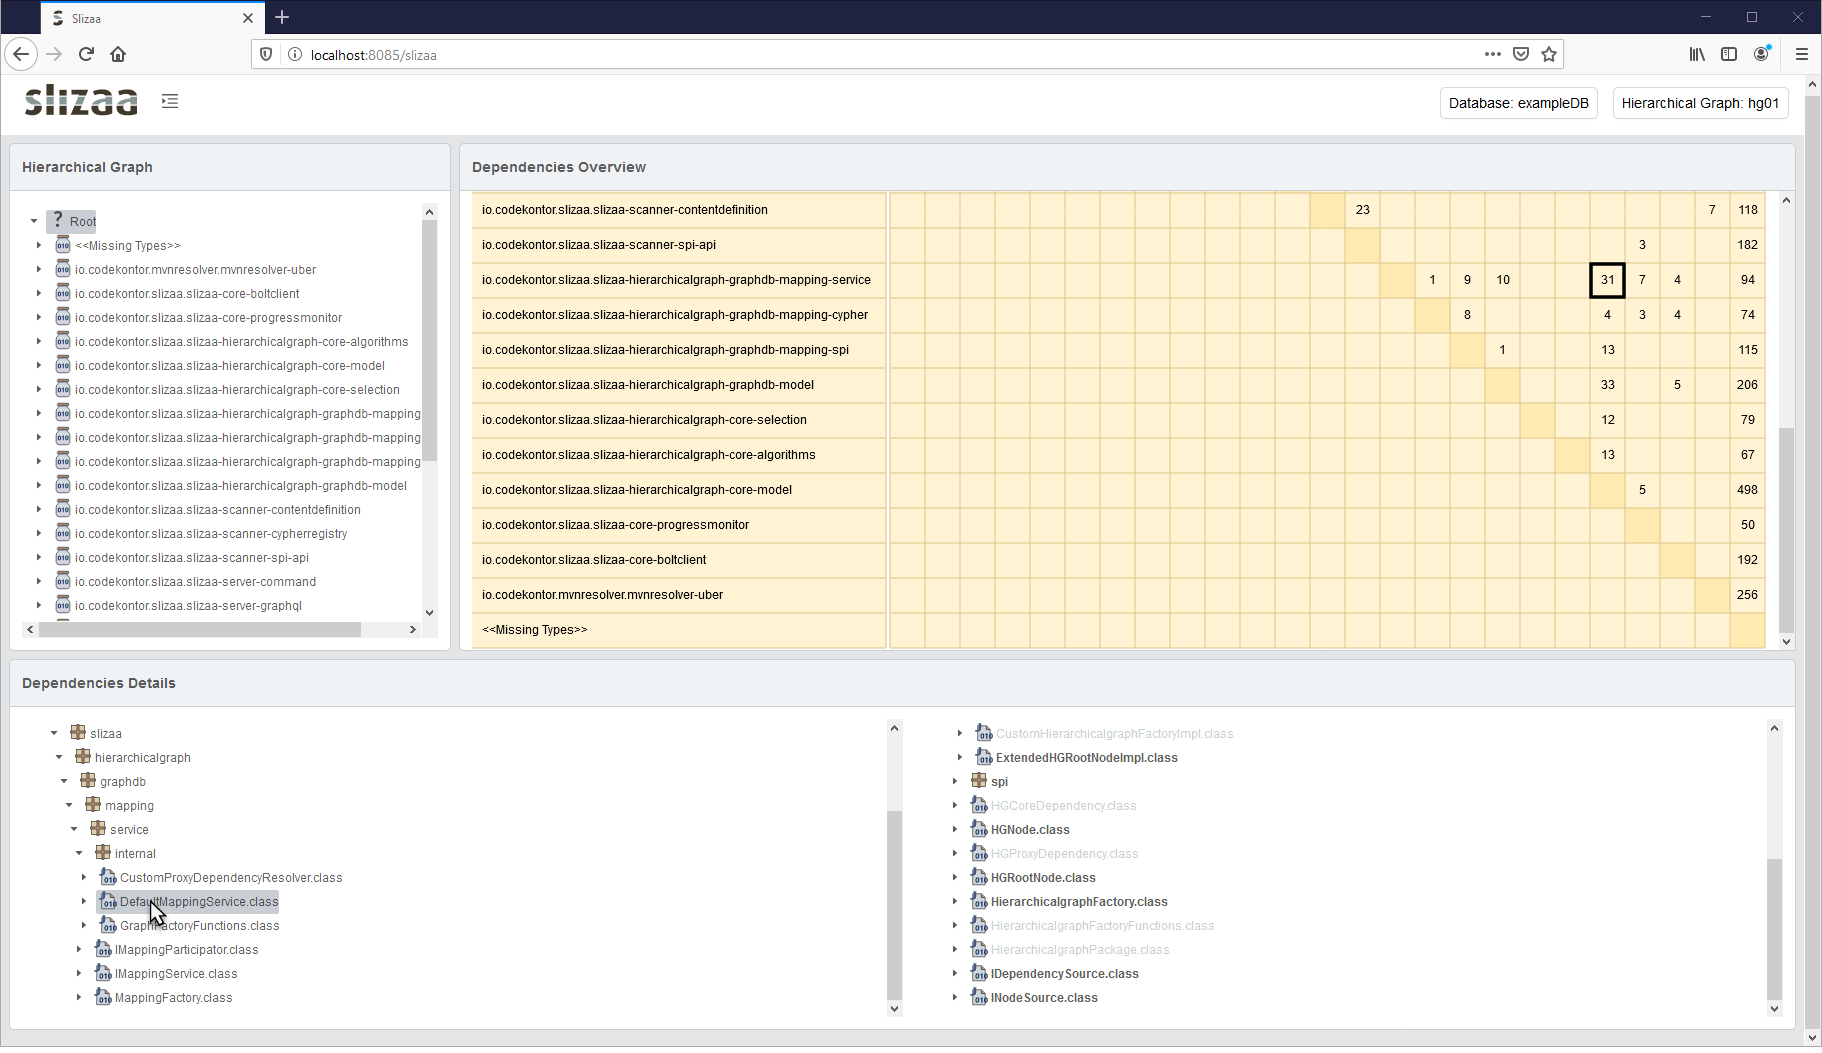 Slizaa
localhost:8085/slizaa
slizaa
Database: exampleDB
Hierarchical Graph: hg01
Hierarchical Graph
Root
<<Missing Types>>
io.codekontor.mvnresolver.mvnresolver-uber
io.codekontor.slizaa.slizaa-core-boltclient
io.codekontor.slizaa.slizaa-core-progressmonitor
io.codekontor.slizaa.slizaa-hierarchicalgraph-core-algorithms
io.codekontor.slizaa.slizaa-hierarchicalgraph-core-model
io.codekontor.slizaa.slizaa-hierarchicalgraph-core-selection
io.codekontor.slizaa.slizaa-hierarchicalgraph-graphdb-mapping
io.codekontor.slizaa.slizaa-hierarchicalgraph-graphdb-mapping
io.codekontor.slizaa.slizaa-hierarchicalgraph-graphdb-mapping
io.codekontor.slizaa.slizaa-hierarchicalgraph-graphdb-model
io.codekontor.slizaa.slizaa-scanner-contentdefinition
io.codekontor.slizaa.slizaa-scanner-cypherregistry
io.codekontor.slizaa.slizaa-scanner-spi-api
io.codekontor.slizaa.slizaa-server-command
io.codekontor.slizaa.slizaa-server-graphql
Dependencies Overview
io.codekontor.slizaa.slizaa-scanner-contentdefinition 23 7 118
io.codekontor.slizaa.slizaa-scanner-spi-api 3 182
io.codekontor.slizaa.slizaa-hierarchicalgraph-graphdb-mapping-service 1 9 10 31 7 4 94
io.codekontor.slizaa.slizaa-hierarchicalgraph-graphdb-mapping-cypher 8 4 3 4 74
io.codekontor.slizaa.slizaa-hierarchicalgraph-graphdb-mapping-spi 1 13 115
io.codekontor.slizaa.slizaa-hierarchicalgraph-graphdb-model 33 5 206
io.codekontor.slizaa.slizaa-hierarchicalgraph-core-selection 12 79
io.codekontor.slizaa.slizaa-hierarchicalgraph-core-algorithms 13 67
io.codekontor.slizaa.slizaa-hierarchicalgraph-core-model 5 498
io.codekontor.slizaa.slizaa-core-progressmonitor 50
io.codekontor.slizaa.slizaa-core-boltclient 192
io.codekontor.mvnresolver.mvnresolver-uber 256
<<Missing Types>>
Dependencies Details
slizaa
hierarchicalgraph
graphdb
mapping
service
internal
CustomProxyDependencyResolver.class
DefaultMappingService.class
GraphFactoryFunctions.class
IMappingParticipator.class
IMappingService.class
MappingFactory.class
CustomHierarchicalgraphFactoryImpl.class
ExtendedHGRootNodeImpl.class
spi
HGCoreDependency.class
HGNode.class
HGProxyDependency.class
HGRootNode.class
HierarchicalgraphFactory.class
HierarchicalgraphFactoryFunctions.class
HierarchicalgraphPackage.class
IDependencySource.class
INodeSource.class